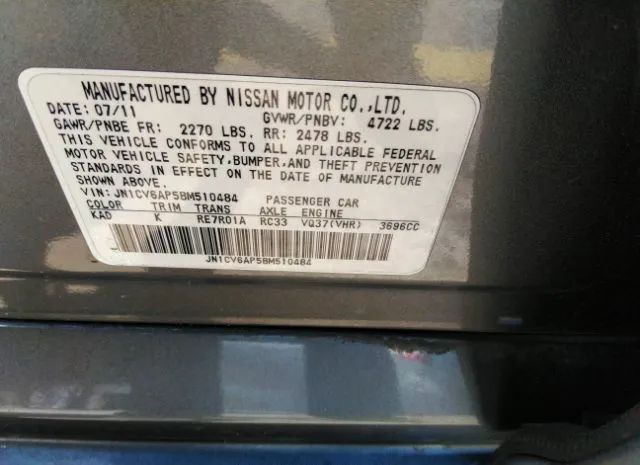 MANUFACTURED BY NISSAN MOTOR CO.,LTD.
DATE: 07/11 GVWR/PNBV: 4722 LBS.
GAWR/PNBE FR: 2270 LBS. RR: 2478 LBS.
THIS VEHICLE CONFORMS TO ALL APPLICABLE FEDERAL
MOTOR VEHICLE SAFETY,BUMPER,AND THEFT PREVENTION
STANDARDS IN EFFECT ON THE DATE OF MANUFACTURE
SHOWN ABOVE.
VIN: JN1CV6AP5BM510484 PASSENGER CAR
COLOR TRIM TRANS AXLE ENGINE
KAD K RE7R01A RC33 VQ37(VHR) 3696CC
JN1CV6AP5BM510484